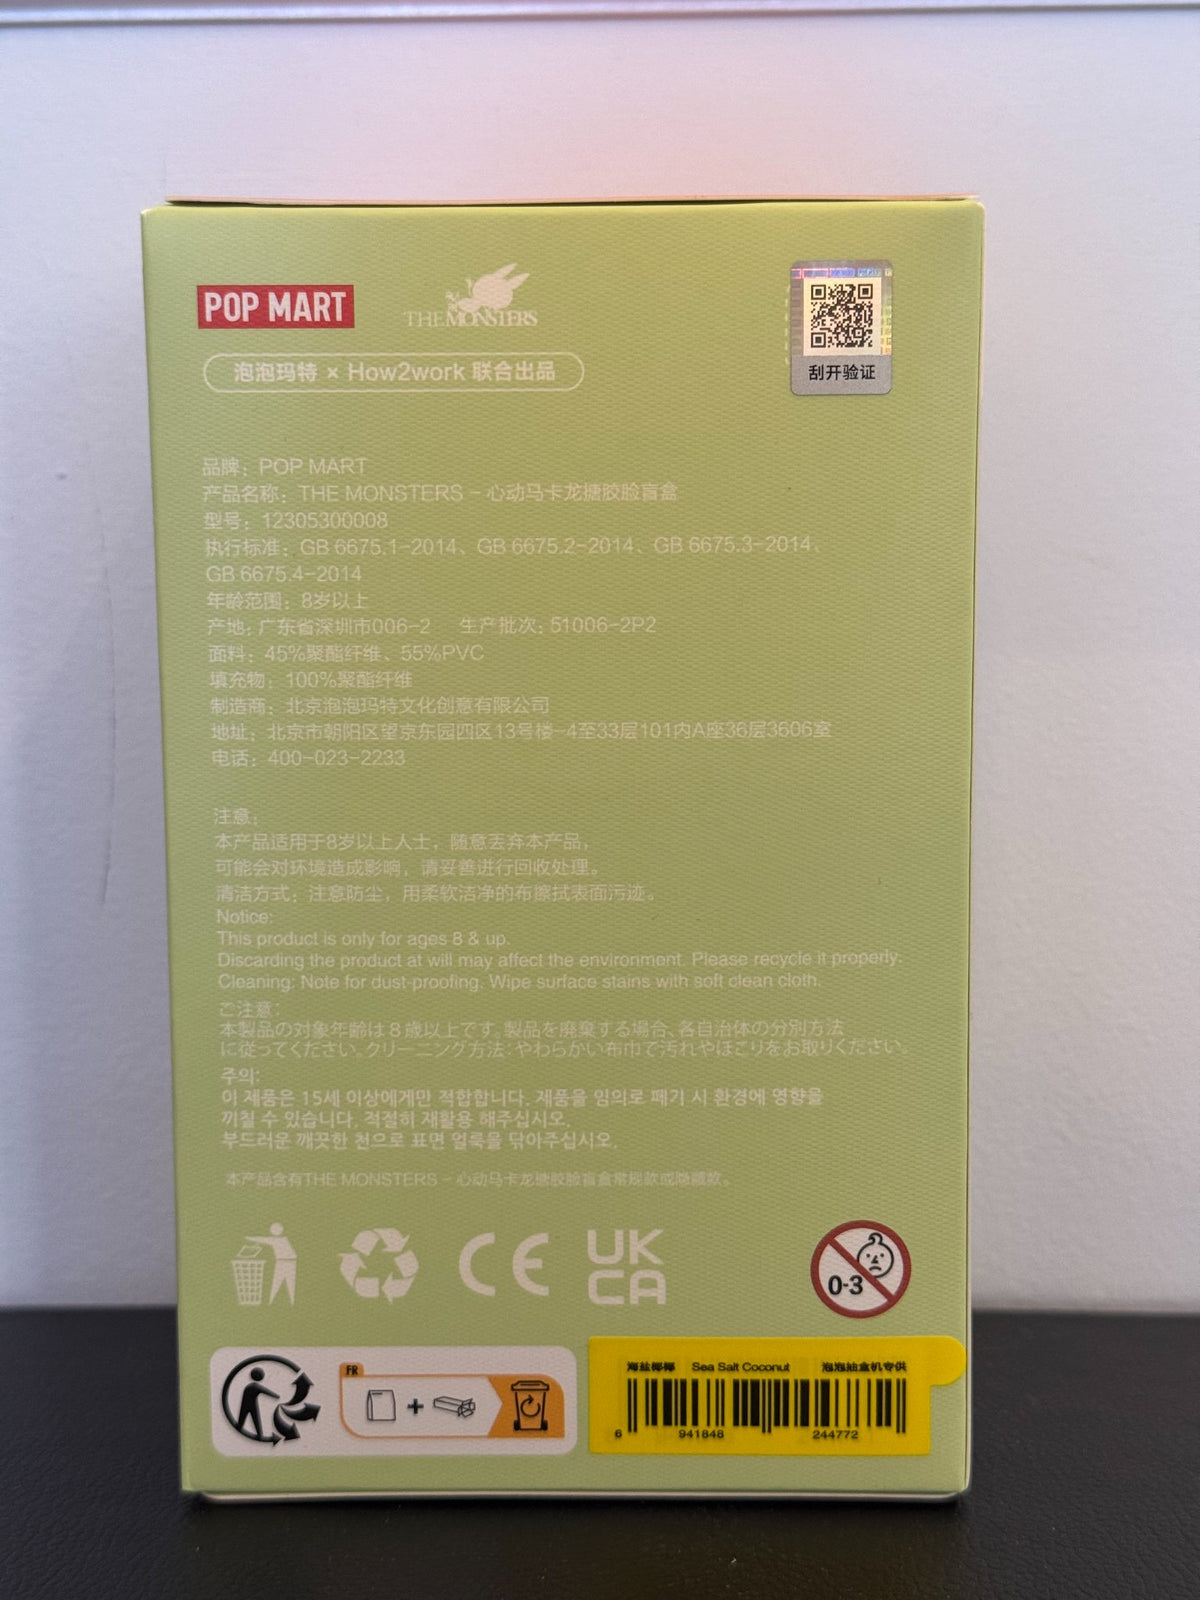 POP MART
THE MONSTERS
泡泡玛特 × How2work 联合出品
刮开验证
品牌：POP MART
产品名称：THE MONSTERS - 心动马卡龙搪胶脸盲盒
型号：12305300008
执行标准：GB 6675.1-2014、GB 6675.2-2014、GB 6675.3-2014、
GB 6675.4-2014
年龄范围：8岁以上
产地：广东省深圳市006-2 生产批次：51006-2P2
面料：45%聚酯纤维、55%PVC
填充物：100%聚酯纤维
制造商：北京泡泡玛特文化创意有限公司
地址：北京市朝阳区望京东园四区13号楼-4至33层101内A座36层3606室
电话：400-023-2233
注意：
本产品适用于8岁以上人士，随意丢弃本产品，
可能会对环境造成影响，请妥善进行回收处理。
清洁方式：注意防尘，用柔软洁净的布擦拭表面污迹。
Notice:
This product is only for ages 8 & up.
Discarding the product at will may affect the environment. Please recycle it properly.
Cleaning: Note for dust-proofing. Wipe surface stains with soft clean cloth.
ご注意：
本製品の対象年齢は8歳以上です。製品を廃棄する場合、各自治体の分別方法
に従ってください。クリーニング方法：やわらかい布巾で汚れやほこりをお取りください。
주의:
이 제품은 15세 이상에게만 적합합니다. 제품을 임의로 폐기 시 환경에 영향을
끼칠 수 있습니다. 적절히 재활용 해주십시오.
부드러운 깨끗한 천으로 표면 얼룩을 닦아주십시오.
本产品含有THE MONSTERS - 心动马卡龙搪胶脸盲盒常规款或隐藏款。
CE
UK
CA
0-3
FR
海盐椰椰 Sea Salt Coconut 泡泡抽盒机专供
6 941848 244772